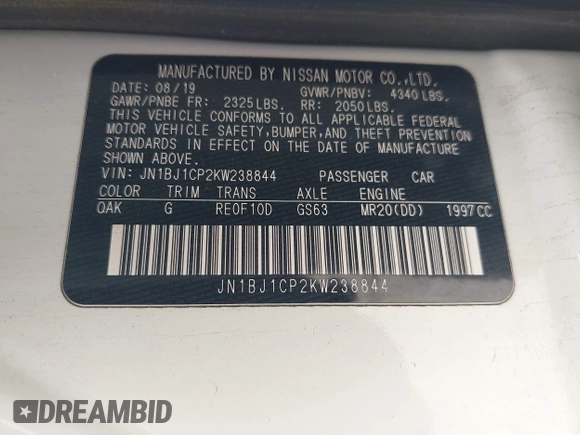 MANUFACTURED BY NISSAN MOTOR CO.,LTD.
DATE: 08/19 GVWR/PNBV: 4340 LBS.
GAWR/PNBE FR: 2325LBS. RR: 2050LBS.
THIS VEHICLE CONFORMS TO ALL APPLICABLE FEDERAL
MOTOR VEHICLE SAFETY,BUMPER,AND THEFT PREVENTION
STANDARDS IN EFFECT ON THE DATE OF MANUFACTURE
SHOWN ABOVE.
VIN: JN1BJ1CP2KW238844 PASSENGER CAR
COLOR TRIM TRANS AXLE ENGINE
QAK G RE0F10D GS63 MR20(DD) 1997CC
JN1BJ1CP2KW238844
DREAMBID